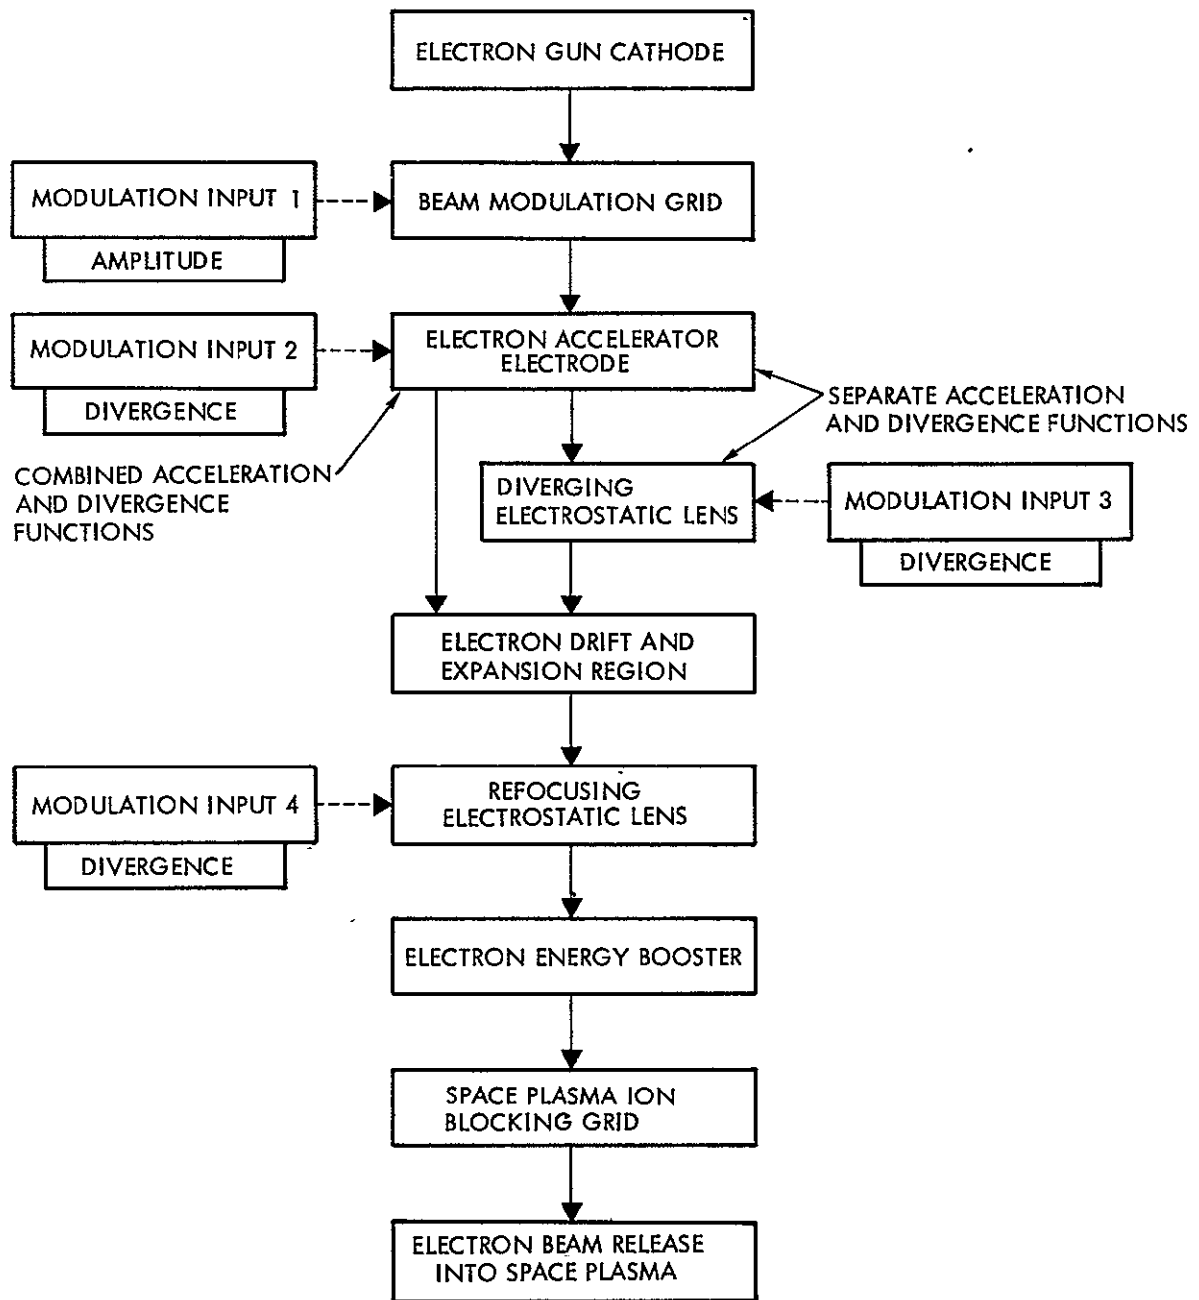 ELECTRON GUN CATHODE
MODULATION INPUT 1
BEAM MODULATION GRID
AMPLITUDE
MODULATION INPUT 2
ELECTRON ACCELERATOR
ELECTRODE
DIVERGENCE
SEPARATE ACCELERATION
AND DIVERGENCE FUNCTIONS
COMBINED ACCELERATION
AND DIVERGENCE
FUNCTIONS
DIVERGING
ELECTROSTATIC LENS
MODULATION INPUT 3
DIVERGENCE
ELECTRON DRIFT AND
EXPANSION REGION
MODULATION INPUT 4
REFOCUSING
ELECTROSTATIC LENS
DIVERGENCE
ELECTRON ENERGY BOOSTER
SPACE PLASMA ION
BLOCKING GRID
ELECTRON BEAM RELEASE
INTO SPACE PLASMA